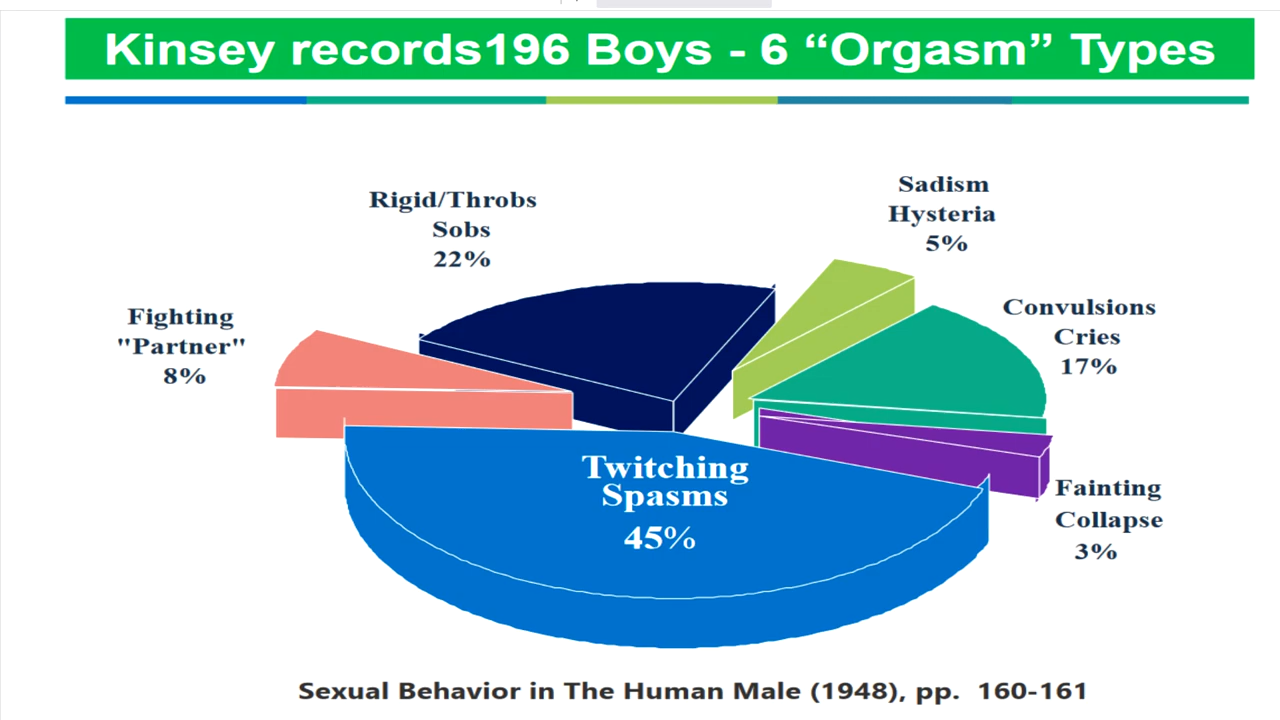 Kinsey records196 Boys - 6 “Orgasm” Types
Rigid/Throbs
Sobs
22%
Sadism
Hysteria
5%
Fighting
"Partner"
8%
Convulsions
Cries
17%
Twitching
Spasms
45%
Fainting
Collapse
3%
Sexual Behavior in The Human Male (1948), pp. 160-161